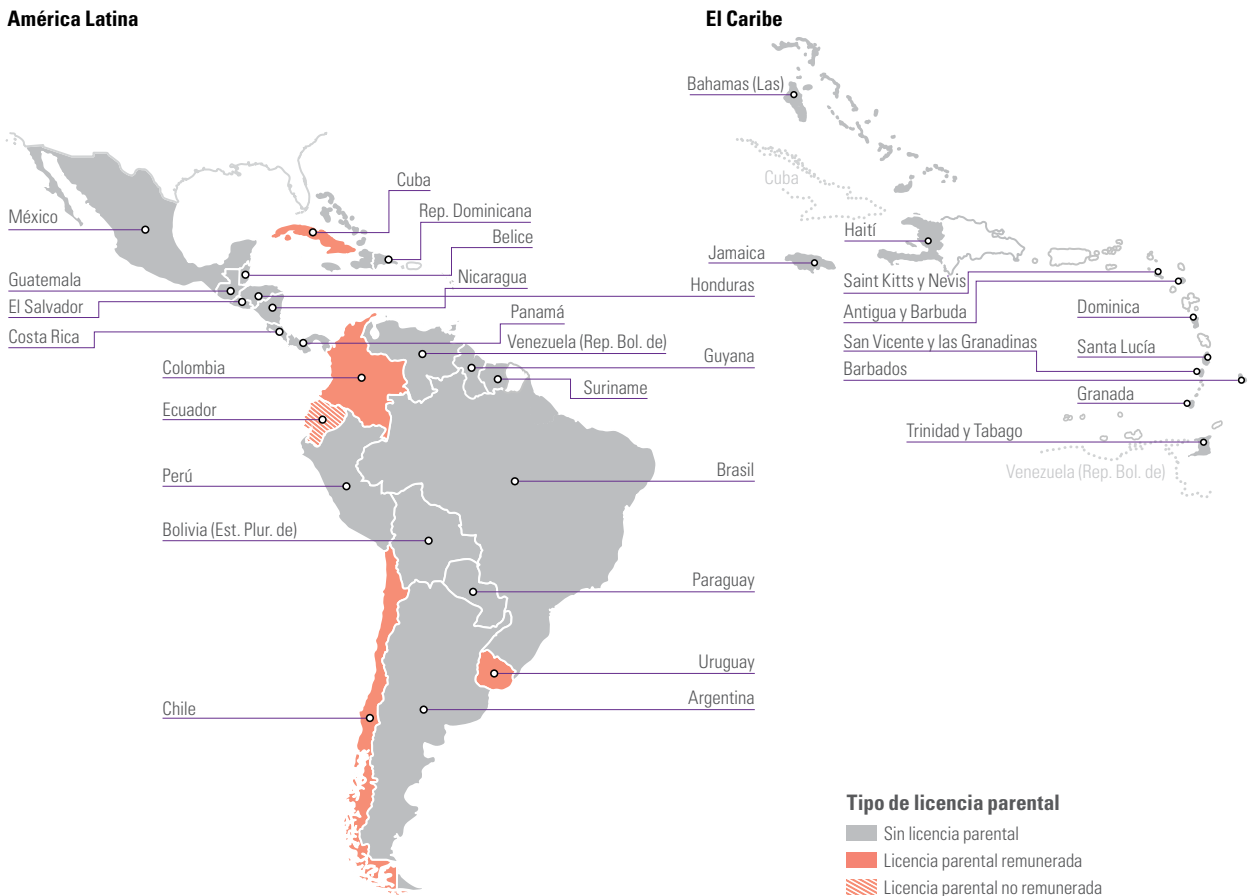 América Latina
El Caribe
Bahamas (Las)
Cuba
Cuba
Rep. Dominicana
México
Belice
Haití
Jamaica
Guatemala
Nicaragua
Honduras
Saint Kitts y Nevis
El Salvador
Panamá
Antigua y Barbuda
Dominica
Costa Rica
Venezuela (Rep. Bol. de)
San Vicente y las Granadinas
Guyana
Santa Lucía
Colombia
Barbados
Suriname
Granada
Ecuador
Trinidad y Tabago
Perú
Brasil
Venezuela (Rep. Bol. de)
Bolivia (Est. Plur. de)
Paraguay
Uruguay
Argentina
Chile
Tipo de licencia parental
Sin licencia parental
Licencia parental remunerada
Licencia parental no remunerada